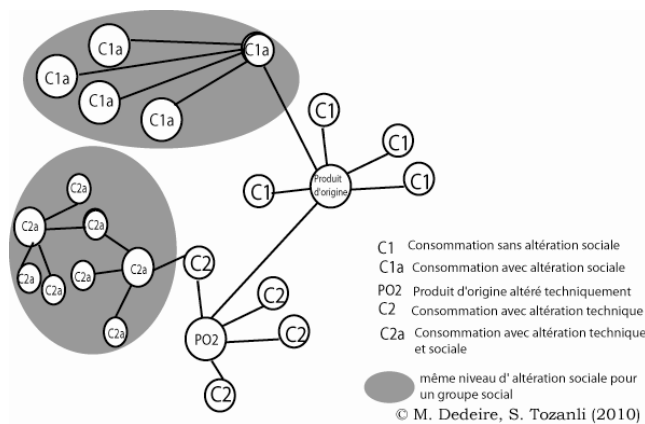 C1a
C1a
C1a
C1a
C1a
C1
C1
C1
C1
Produit
d'origine
C2a
C2a
C2a
C2a
C2a
C2a
C2a
C2a
C2
C2
C2
PO2
C2
C1 Consommation sans altération sociale
C1a Consommation avec altération sociale
PO2 Produit d'origine altéré techniquement
C2 Consommation avec altération technique
C2a Consommation avec altération technique
et sociale
même niveau d' altération sociale pour
un groupe social
© M. Dedeire, S. Tozanli (2010)